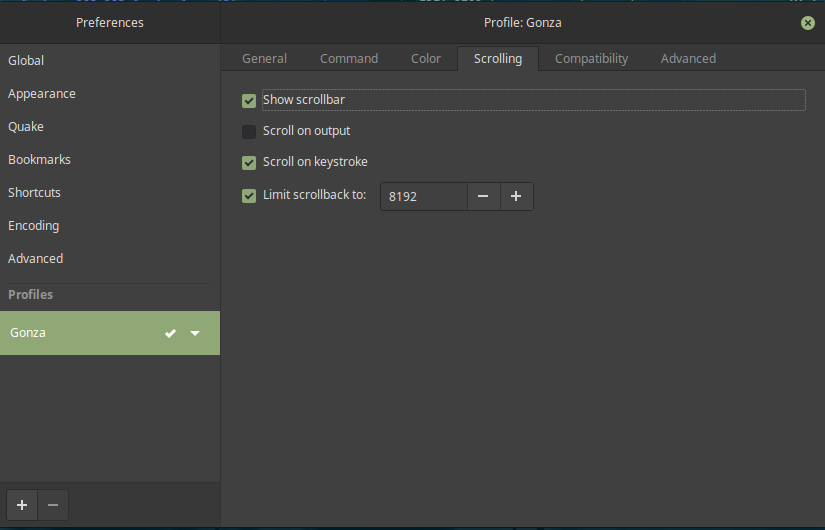 Preferences
Profile: Gonza
Global
Appearance
Quake
Bookmarks
Shortcuts
Encoding
Advanced
Profiles
Gonza
General Command Color Scrolling Compatibility Advanced
Show scrollbar
Scroll on output
Scroll on keystroke
Limit scrollback to: 8192